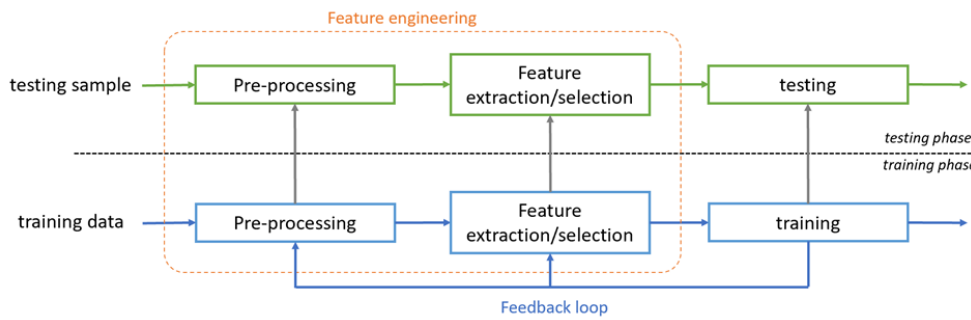 Feature engineering
testing sample
Pre-processing
Feature
extraction/selection
testing
testing phase
training phase
training data
Pre-processing
Feature
extraction/selection
training
Feedback loop